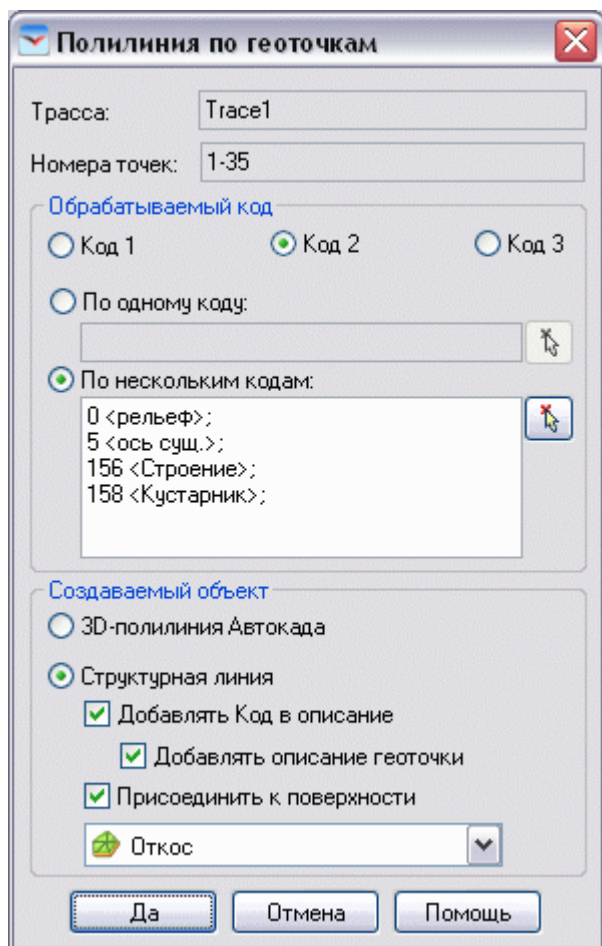 Полилиния по геоточкам
Трасса: Trace1
Номера точек: 1-35
Обрабатываемый код
Код 1 Код 2 Код 3
По одному коду:
По нескольким кодам:
0 <рельеф>;
5 <ось сущ.>;
156 <Строение>;
158 <Кустарник>;
Создаваемый объект
3D-полилиния Автокада
Структурная линия
Добавлять Код в описание
Добавлять описание геоточки
Присоединить к поверхности
Откос
Да Отмена Помощь